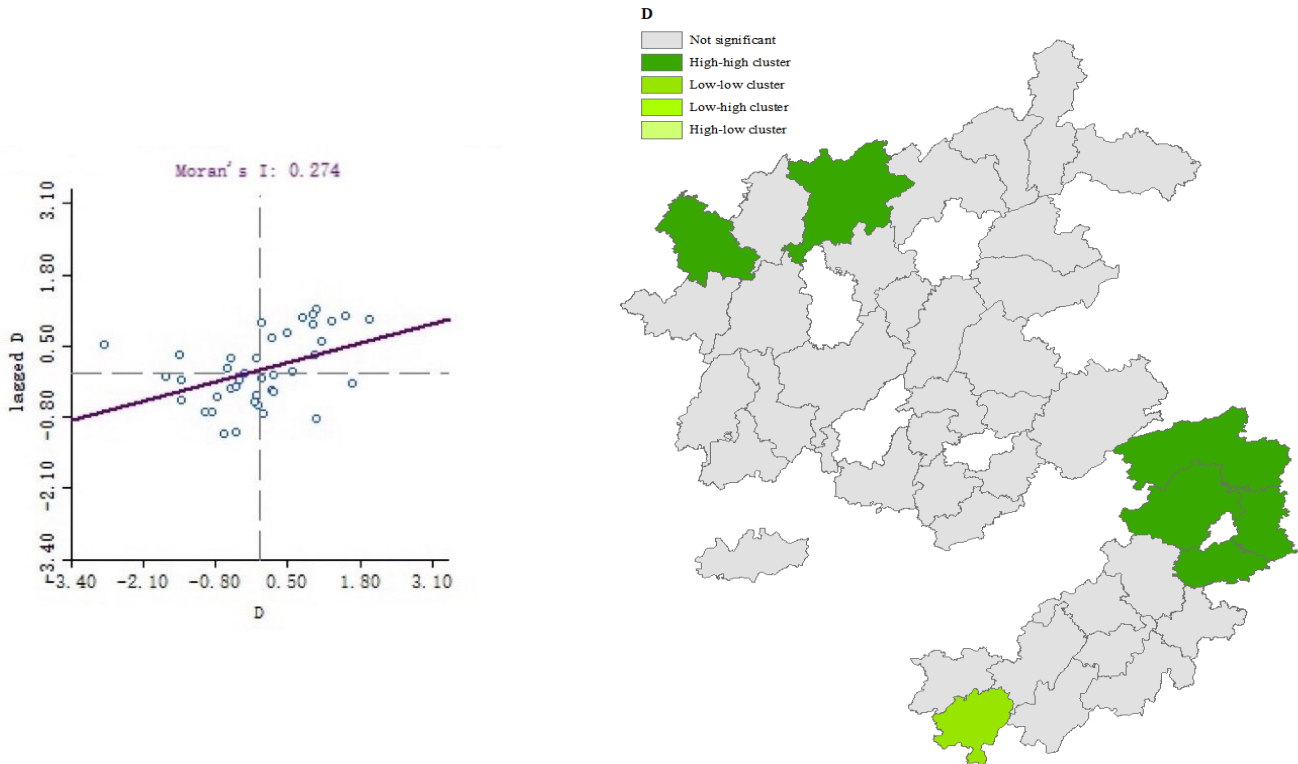 Moran's I: 0.274
lagged D
3.10
1.80
0.50
-0.80
-2.10
-3.40
-3.40
-2.10
-0.80
0.50
1.80
3.10
D
D
Not significant
High-high cluster
Low-low cluster
Low-high cluster
High-low cluster